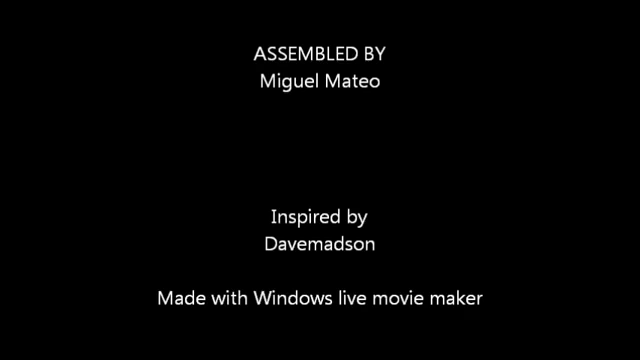 ASSEMBLED BY
Miguel Mateo
Inspired by
Davemadson
Made with Windows live movie maker